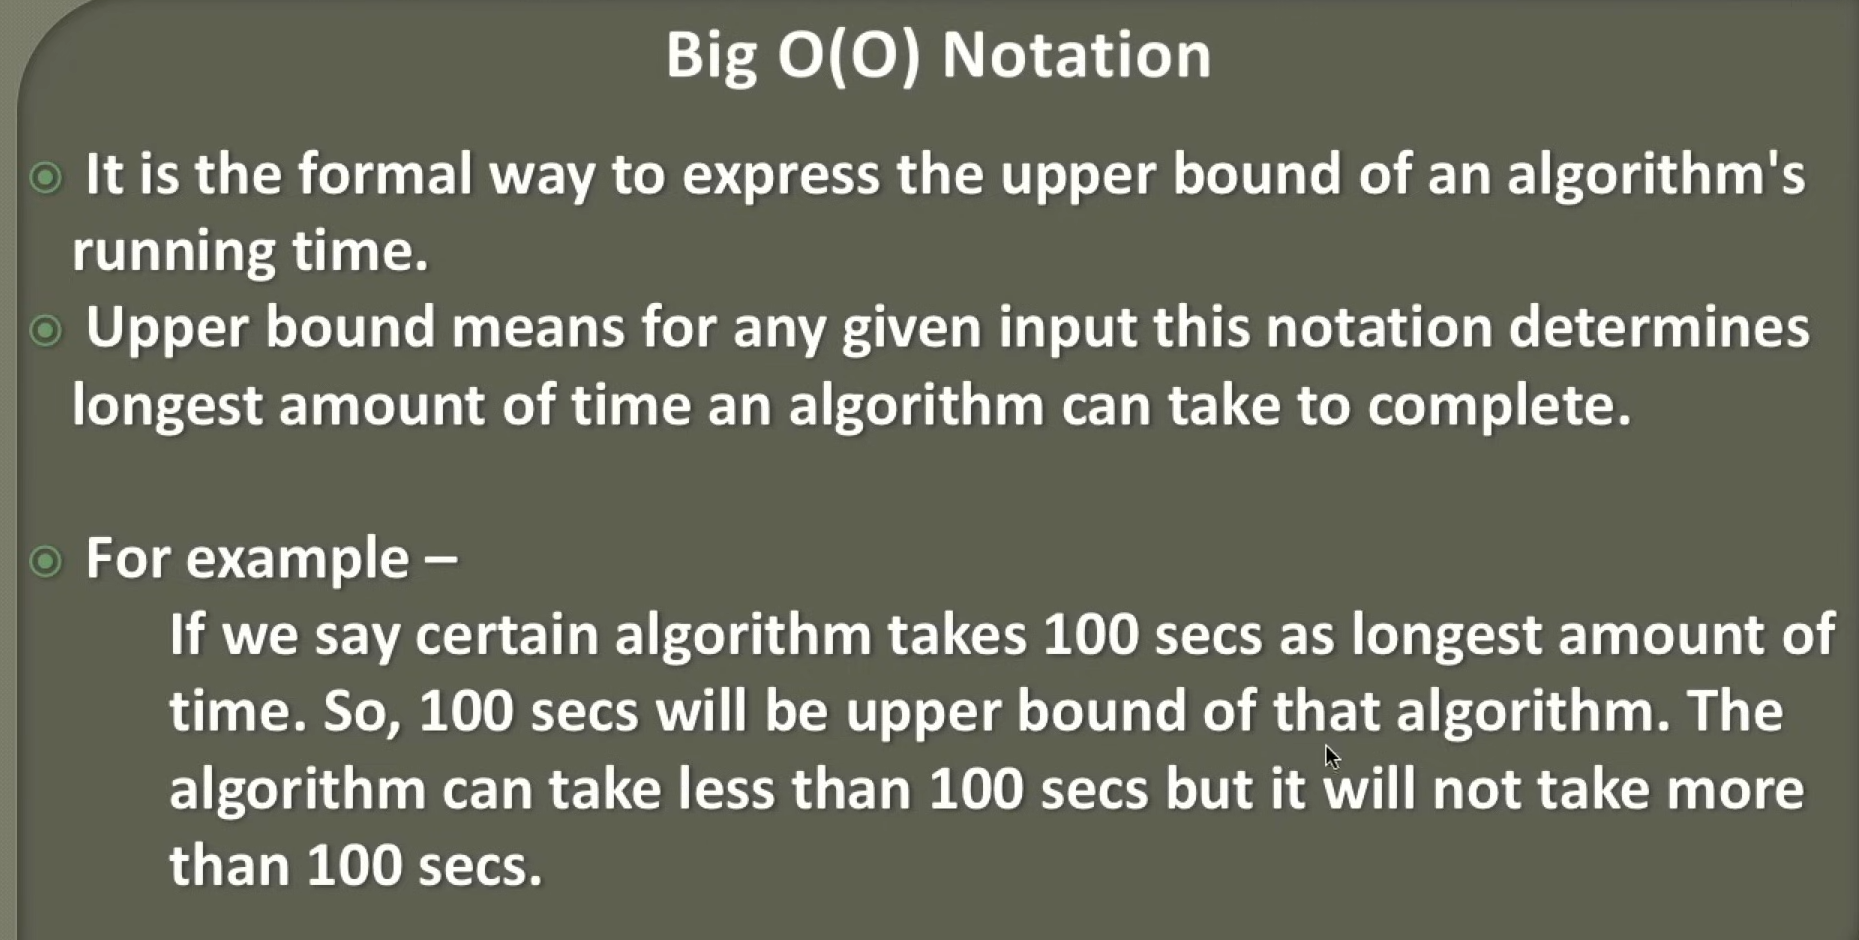 Big O(O) Notation
It is the formal way to express the upper bound of an algorithm's
running time.
Upper bound means for any given input this notation determines
longest amount of time an algorithm can take to complete.
For example –
If we say certain algorithm takes 100 secs as longest amount of
time. So, 100 secs will be upper bound of that algorithm. The
algorithm can take less than 100 secs but it will not take more
than 100 secs.